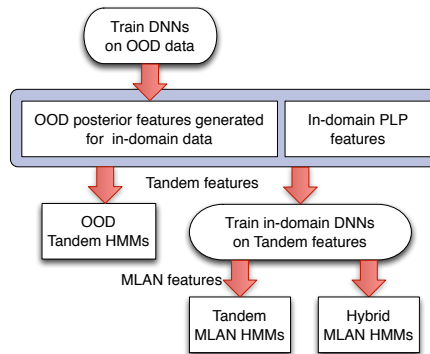 Train DNNs
on OOD data
OOD posterior features generated
for in-domain data
In-domain PLP
features
Tandem features
OOD
Tandem HMMs
Train in-domain DNNs
on Tandem features
MLAN features
Tandem
MLAN HMMs
Hybrid
MLAN HMMs